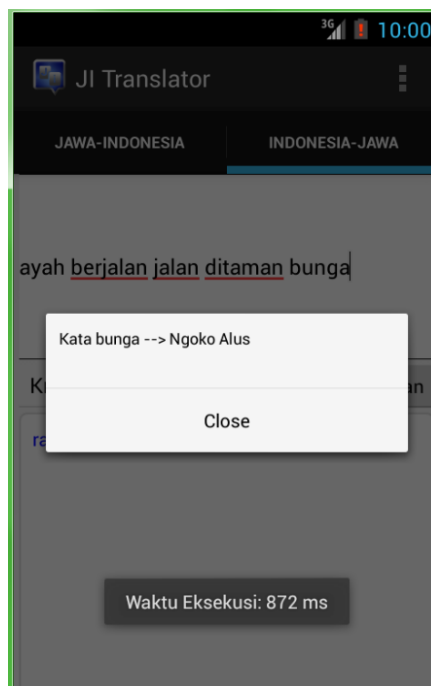 3G 10:00
JI Translator
JAWA-INDONESIA INDONESIA-JAWA
ayah berjalan jalan ditaman bunga
Kata bunga --> Ngoko Alus
Close
Waktu Eksekusi: 872 ms